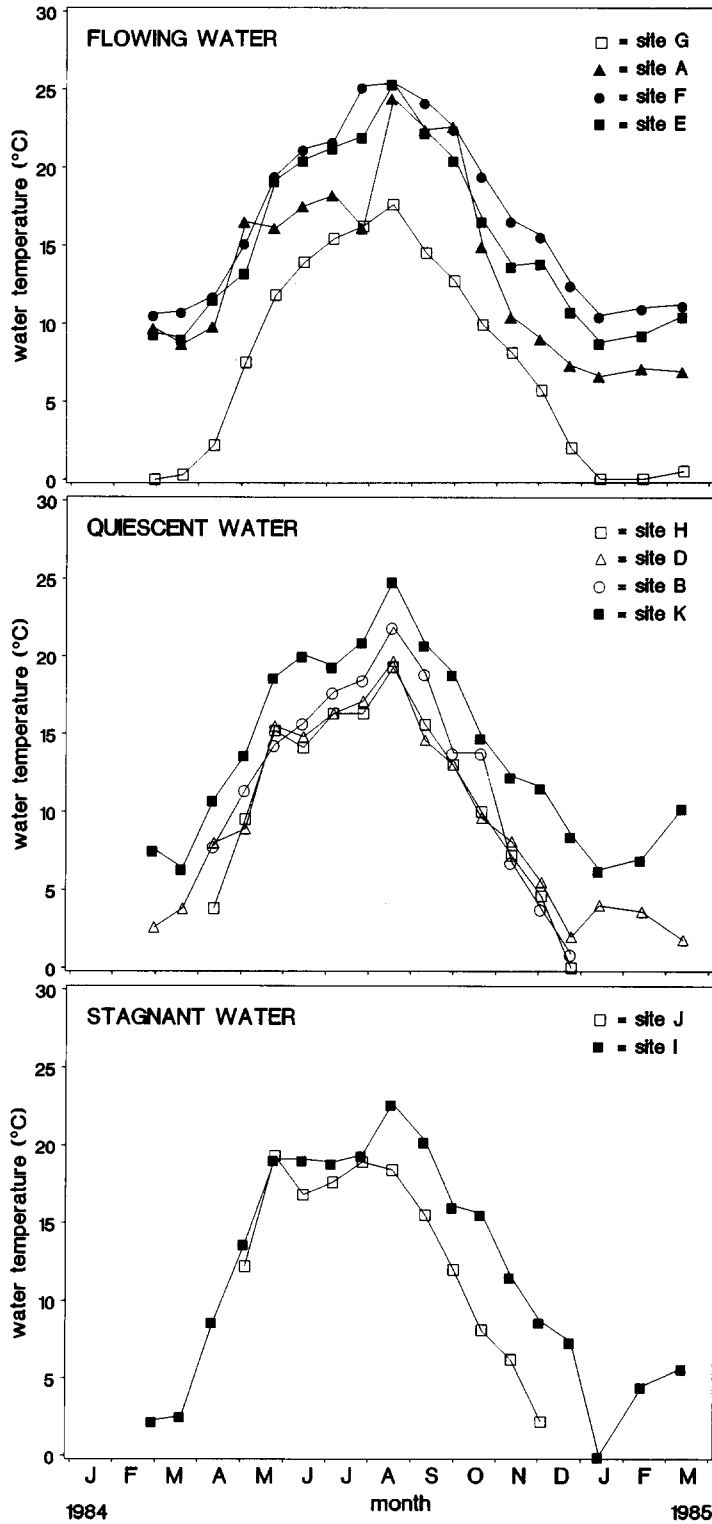 30
FLOWING WATER
□ = site G
▲ = site A
● = site F
■ = site E
25
20
15
10
5
0
water temperature (°C)
30
QUIESCENT WATER
□ = site H
△ = site D
○ = site B
■ = site K
25
20
15
10
5
0
water temperature (°C)
30
STAGNANT WATER
□ = site J
■ = site I
25
20
15
10
5
0
water temperature (°C)
J F M A M J J A S O N D J F M
1984 month 1985